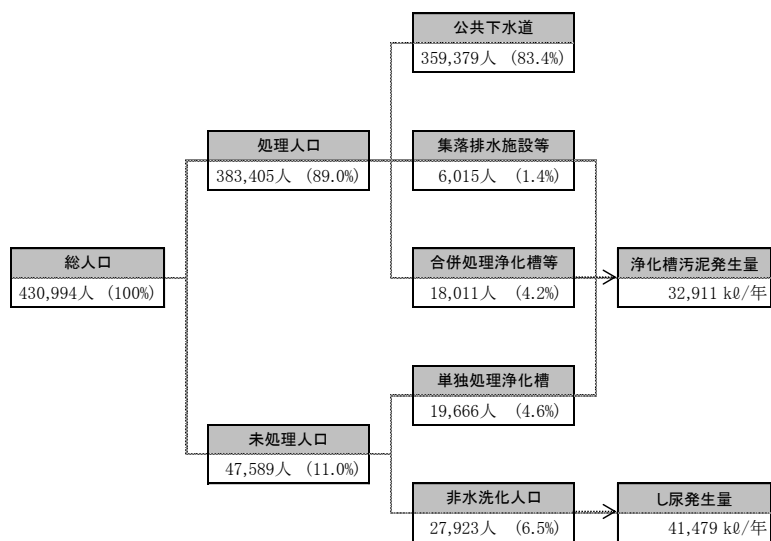 公共下水道
359,379人 (83.4%)
処理人口
383,405人 (89.0%)
集落排水施設等
6,015人 (1.4%)
総人口
430,994人 (100%)
合併処理浄化槽等
18,011人 (4.2%)
浄化槽汚泥発生量
32,911 kℓ/年
単独処理浄化槽
19,666人 (4.6%)
未処理人口
47,589人 (11.0%)
非水洗化人口
27,923人 (6.5%)
し尿発生量
41,479 kℓ/年